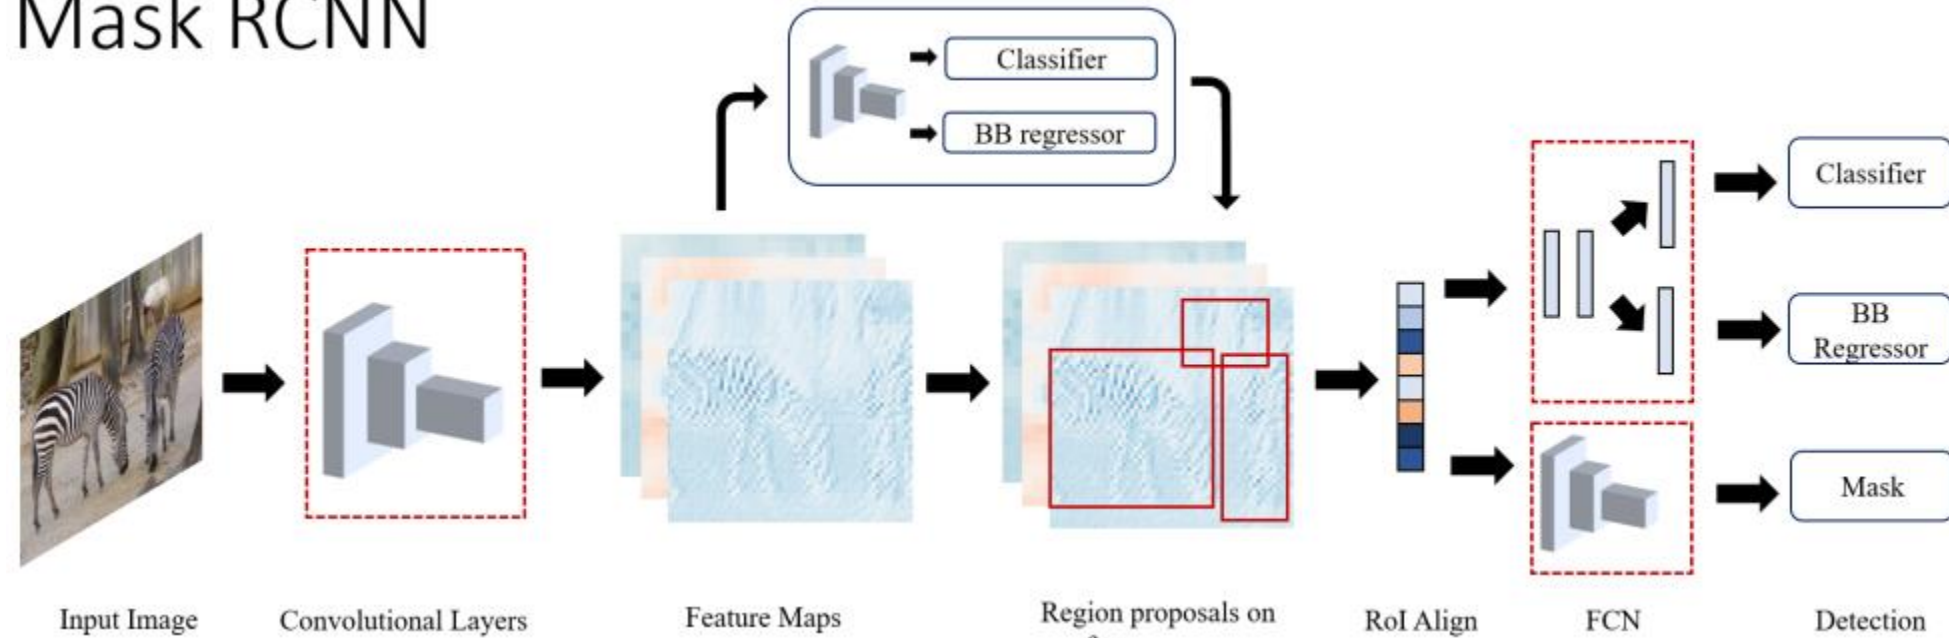 Mask RCNN
Classifier
BB regressor
Classifier
BB
Regressor
Mask
Input Image
Convolutional Layers
Feature Maps
Region proposals on
RoI Align
FCN
Detection